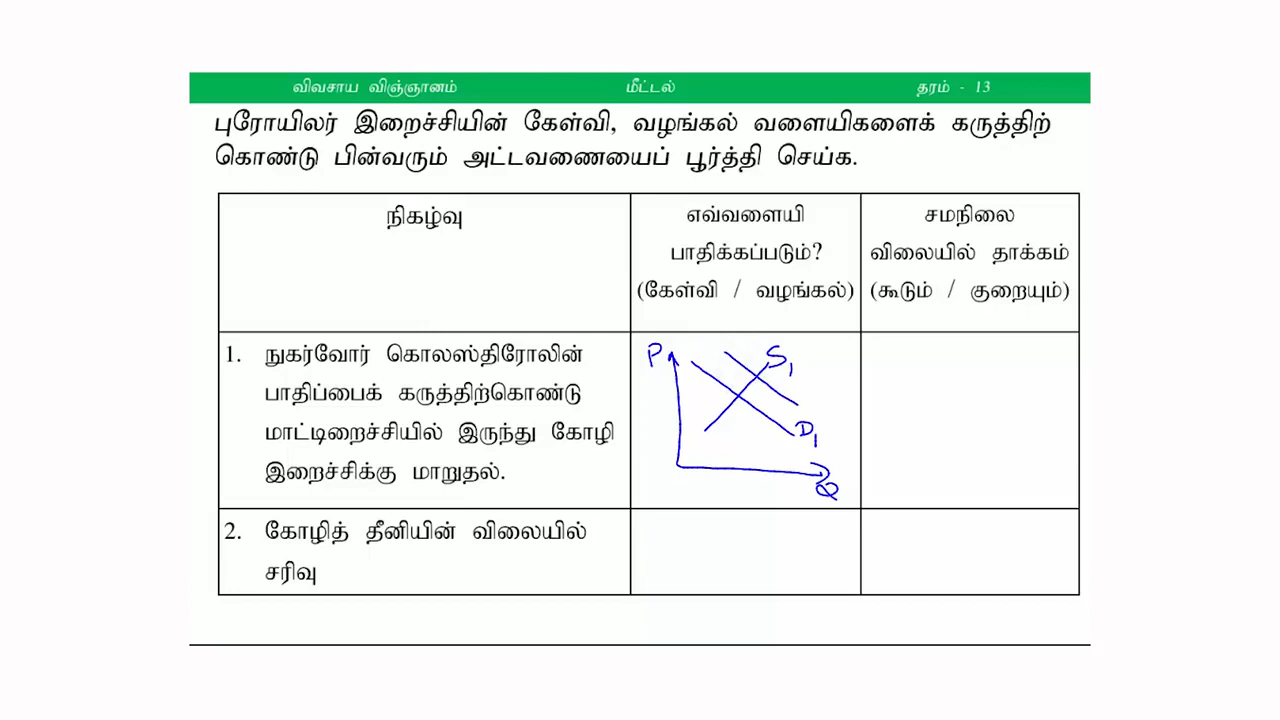 விவசாய விஞ்ஞானம் மீட்டல் தரம் - 13
புரோயிலர் இறைச்சியின் கேள்வி, வழங்கல் வளையிகளைக் கருத்திற்
கொண்டு பின்வரும் அட்டவணையைப் பூர்த்தி செய்க.
நிகழ்வு
எவ்வளையி
பாதிக்கப்படும்?
(கேள்வி / வழங்கல்)
சமநிலை
விலையில் தாக்கம்
(கூடும் / குறையும்)
1. நுகர்வோர் கொலஸ்திரோலின்
பாதிப்பைக் கருத்திற்கொண்டு
மாட்டிறைச்சியில் இருந்து கோழி
இறைச்சிக்கு மாறுதல்.
P
S1
D1
Q
2. கோழித் தீனியின் விலையில்
சரிவு